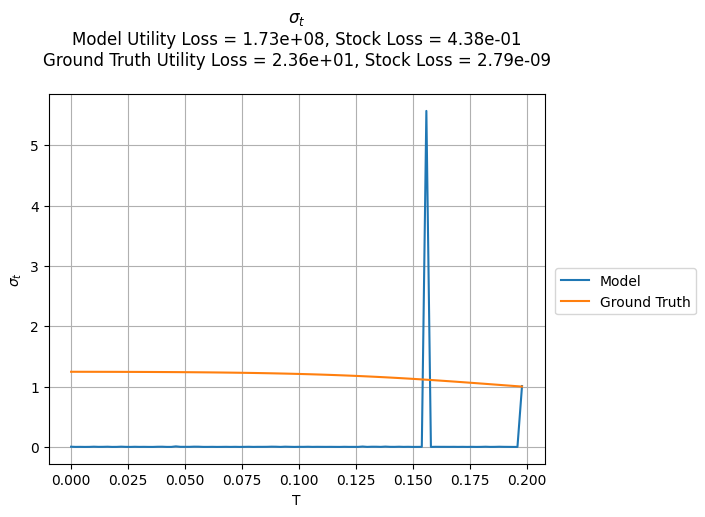 σₜ
Model Utility Loss = 1.73e+08, Stock Loss = 4.38e-01
Ground Truth Utility Loss = 2.36e+01, Stock Loss = 2.79e-09
5
4
3
2
1
0
σₜ
0.000 0.025 0.050 0.075 0.100 0.125 0.150 0.175 0.200
T
Model
Ground Truth